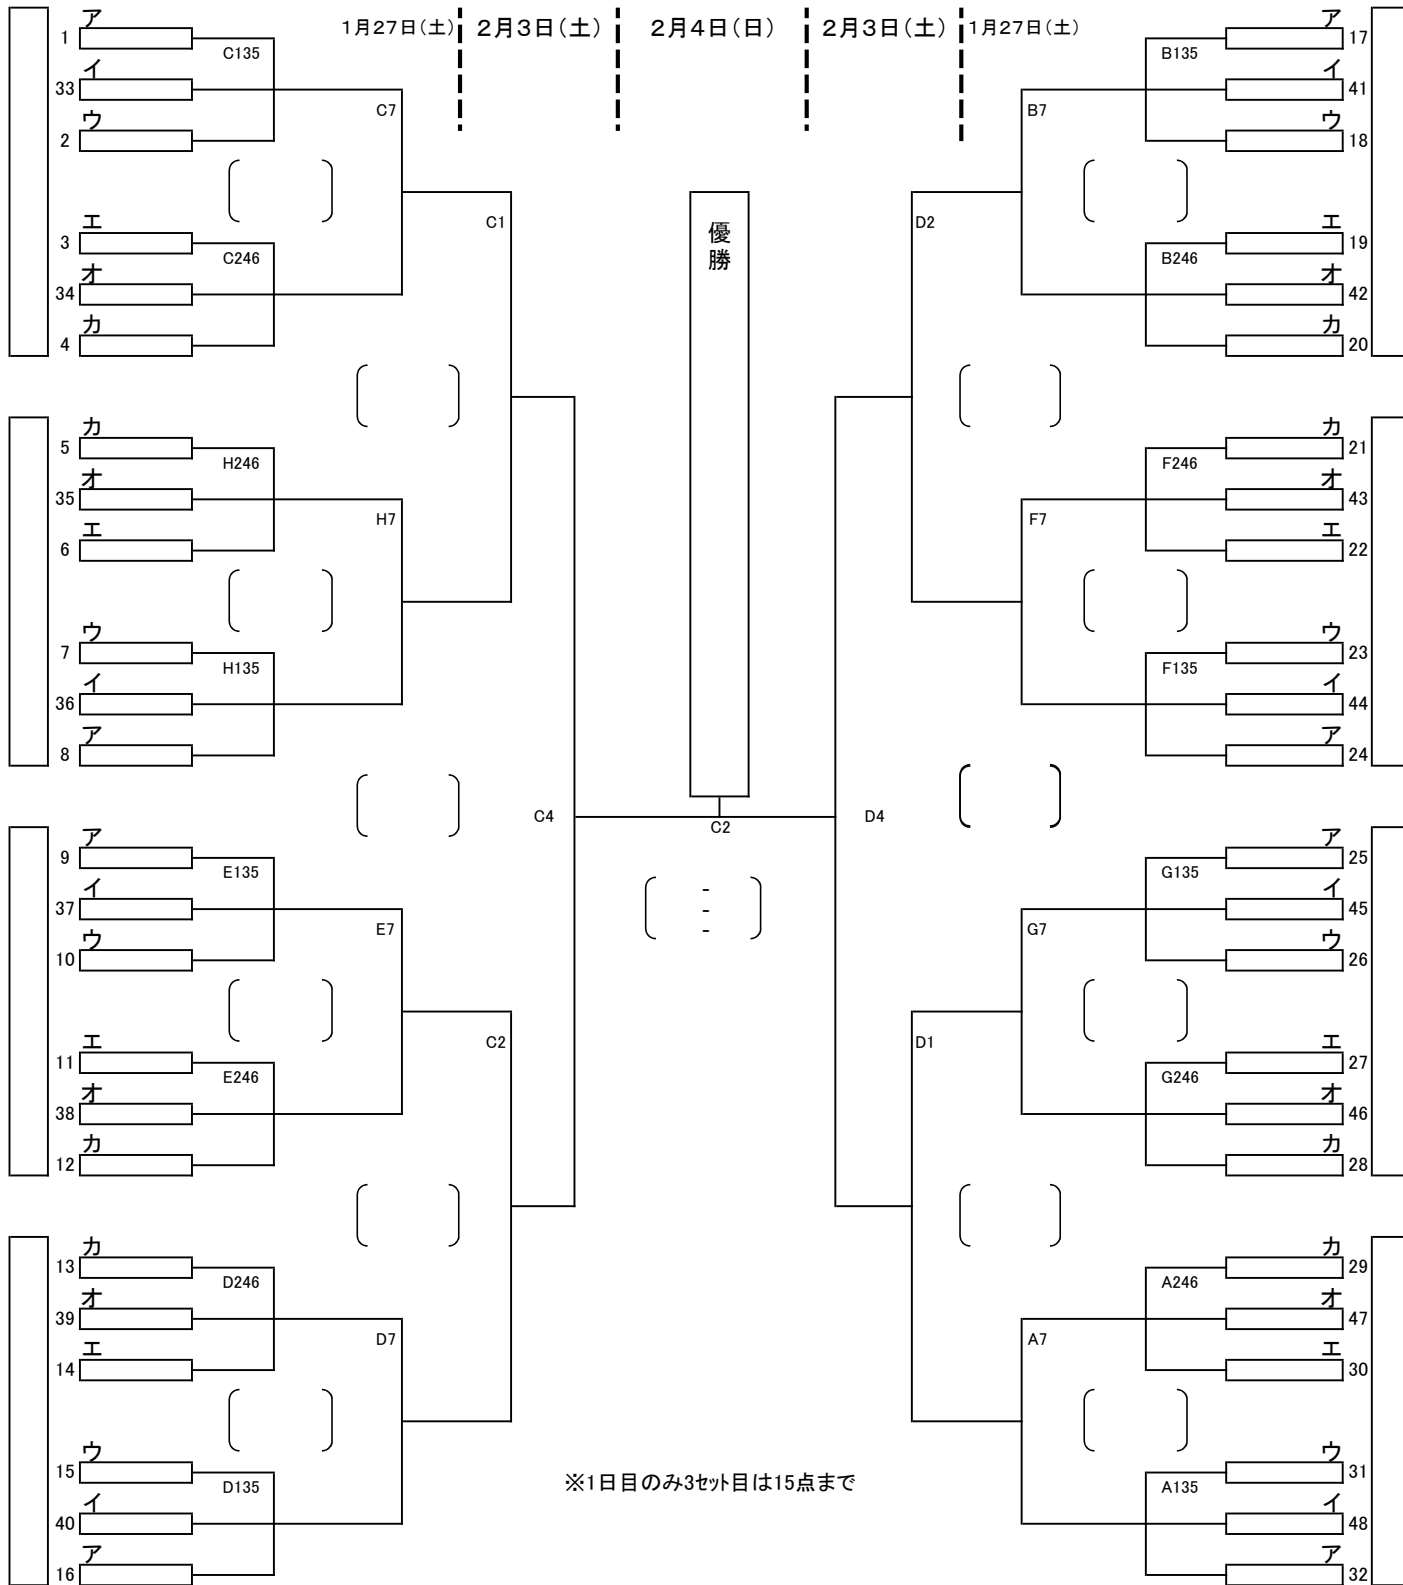 1月27日(土) 2月3日(土) 2月4日(日) 2月3日(土) 1月27日(土)
優勝
ア
1
C135
イ
33
C7
ウ
2
C1
エ
3
C246
オ
34
カ
4
カ
5
H246
オ
35
H7
エ
6
ウ
7
H135
イ
36
ア
8
C4
ア
9
E135
イ
37
E7
ウ
10
C2
エ
11
E246
オ
38
カ
12
カ
13
D246
オ
39
D7
エ
14
ウ
15
D135
イ
40
ア
16
C2
-
-
-
※1日目のみ3セット目は15点まで
ア
17
B135
イ
41
B7
ウ
18
D2
エ
19
B246
オ
42
カ
20
カ
21
F246
オ
43
F7
エ
22
ウ
23
F135
イ
44
ア
24
D4
ア
25
G135
イ
45
G7
ウ
26
D1
エ
27
G246
オ
46
カ
28
カ
29
A246
オ
47
A7
エ
30
ウ
31
A135
イ
48
ア
32